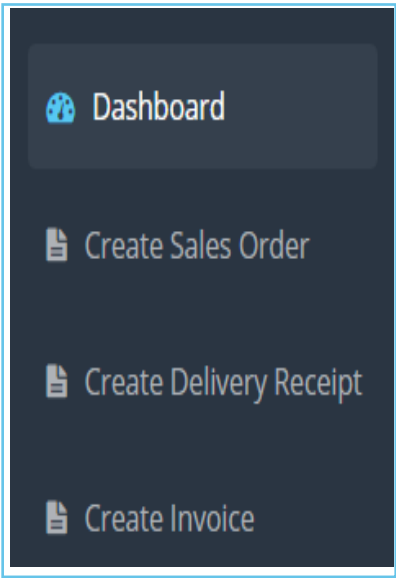 Dashboard
Create Sales Order
Create Delivery Receipt
Create Invoice